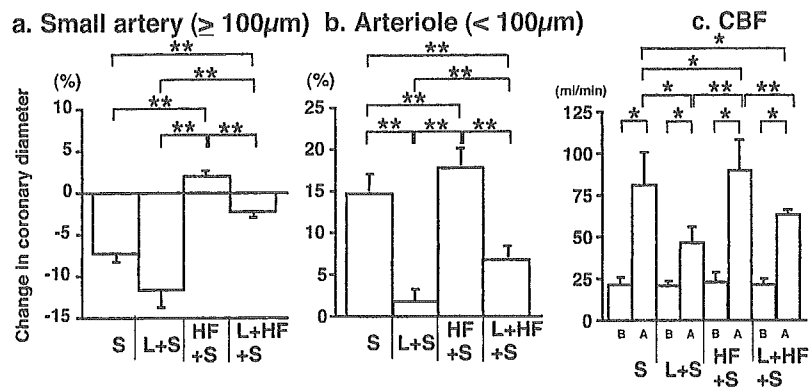 a. Small artery (≥ 100μm) b. Arteriole (< 100μm) c. CBF
Change in coronary diameter
(%)
10
5
0
-5
-10
-15
**
**
**
** **
S L+S HF +S L+HF +S
(%)
25
20
15
10
5
0
**
**
**
** ** **
S L+S HF +S L+HF +S
(ml/min)
125
100
75
50
25
0
*
*
* ** **
* * * *
B A B A B A B A
S L+S HF +S L+HF +S